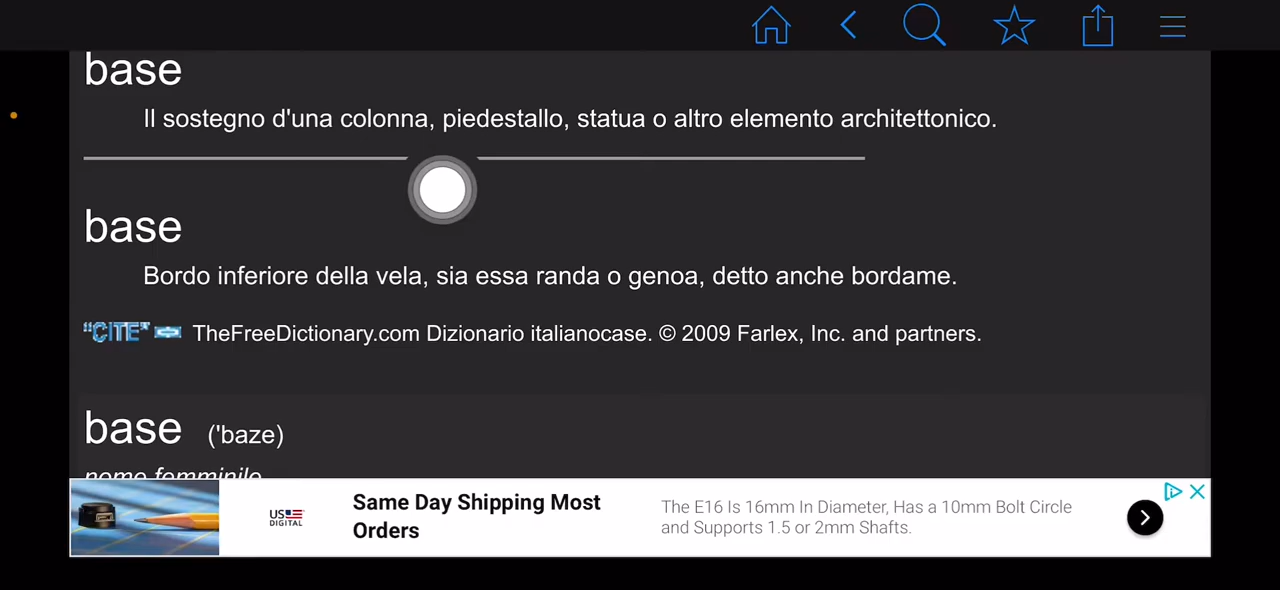 base
Il sostegno d'una colonna, piedestallo, statua o altro elemento architettonico.
base
Bordo inferiore della vela, sia essa randa o genoa, detto anche bordame.
"CITE" TheFreeDictionary.com Dizionario italianocase. © 2009 Farlex, Inc. and partners.
base ('baze)
nome femminile
US DIGITAL
Same Day Shipping Most
Orders
The E16 Is 16mm In Diameter, Has a 10mm Bolt Circle
and Supports 1.5 or 2mm Shafts.